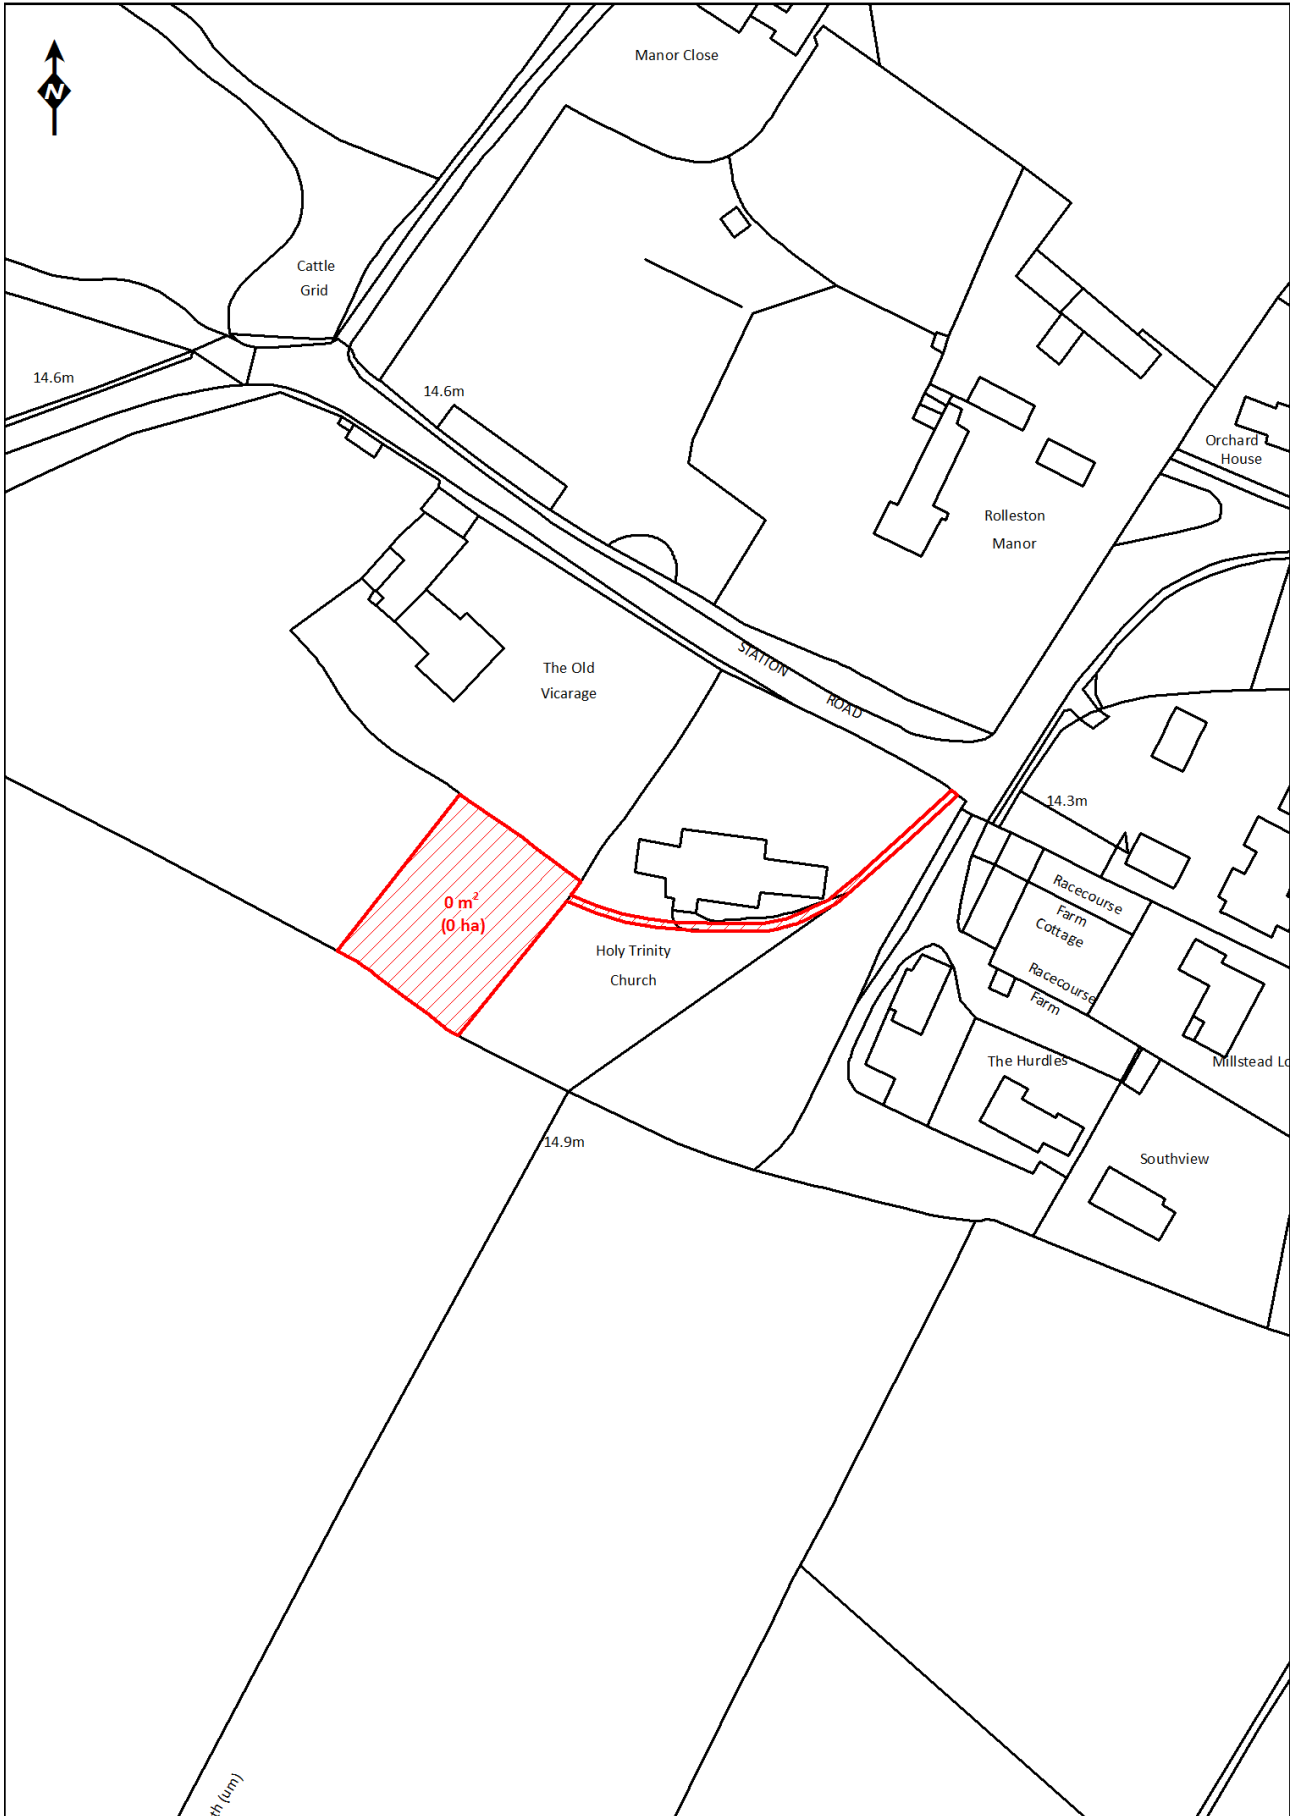 Manor Close
N
Cattle
Grid
14.6m
14.6m
Orchard
House
Rolleston
Manor
STATION
ROAD
The Old
Vicarage
14.3m
Racecourse
Farm
Cottage
0 m²
(0 ha)
Holy Trinity
Church
Racecourse
Farm
The Hurdles
Millstead Lo
14.9m
Southview
th (um)